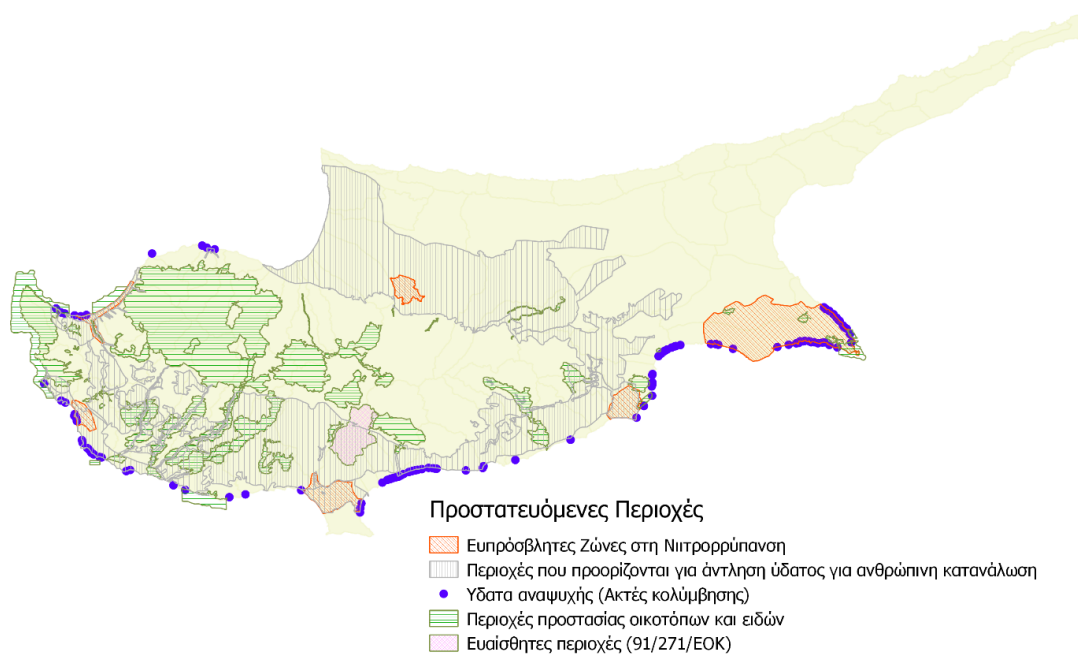 Προστατευόμενες Περιοχές
Ευπρόσβλητες Ζώνες στη Νιιτρορρύπανση
Περιοχές που προορίζονται για άντληση ύδατος για ανθρώπινη κατανάλωση
Υδατα αναψυχής (Ακτές κολύμβησης)
Περιοχές προστασίας οικοτόπων και ειδών
Ευαίσθητες περιοχές (91/271/ΕΟΚ)